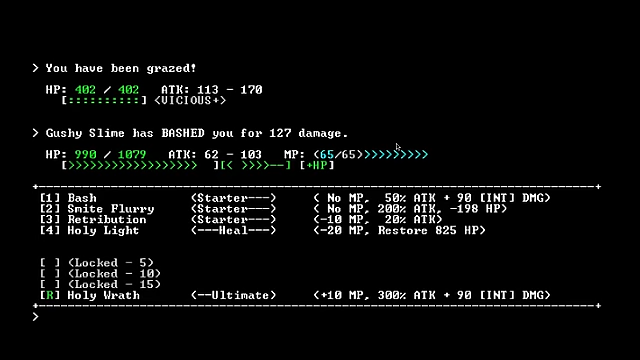 > You have been grazed!
HP: 402 / 402 ATK: 113 - 170
[::::::::::] <VICIOUS+>
> Gushy Slime has BASHED you for 127 damage.
HP: 990 / 1079 ATK: 62 - 103 MP: <65/65>>>>>>>>>>
[>>>>>>>>>>>>>>>>>> ][< >>>>--] [+HP]
+------------------------------------------------------------------------------+
[1] Bash <Starter---> < No MP, 50% ATK + 90 [INT] DMG>
[2] Smite Flurry <Starter---> < No MP, 200% ATK, -198 HP>
[3] Retribution <Starter---> <-10 MP, 20% ATK>
[4] Holy Light <---Heal---> <-20 MP, Restore 825 HP>
[ ] <Locked - 5>
[ ] <Locked - 10>
[ ] <Locked - 15>
[R] Holy Wrath <--Ultimate> <+10 MP, 300% ATK + 90 [INT] DMG>
+------------------------------------------------------------------------------+
>